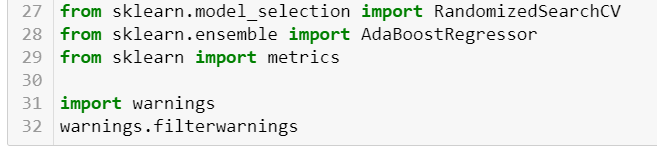 27 from sklearn.model_selection import RandomizedSearchCV
28 from sklearn.ensemble import AdaBoostRegressor
29 from sklearn import metrics
30
31 import warnings
32 warnings.filterwarnings